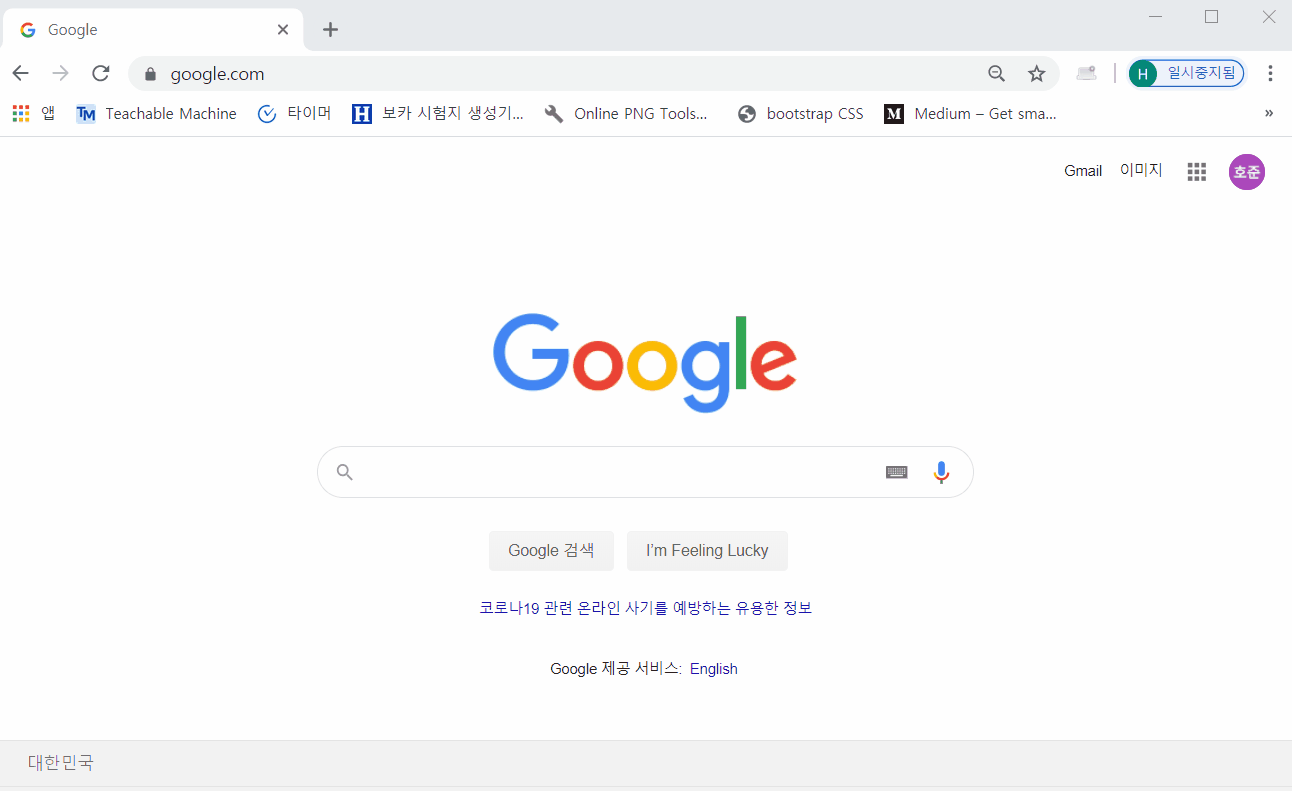 Google
google.com
H 일시중지됨
앱 Teachable Machine 타이머 보카 시험지 생성기... Online PNG Tools... bootstrap CSS Medium – Get sma... »
Gmail 이미지 호준
Google
Google 검색 I'm Feeling Lucky
코로나19 관련 온라인 사기를 예방하는 유용한 정보
Google 제공 서비스: English
대한민국